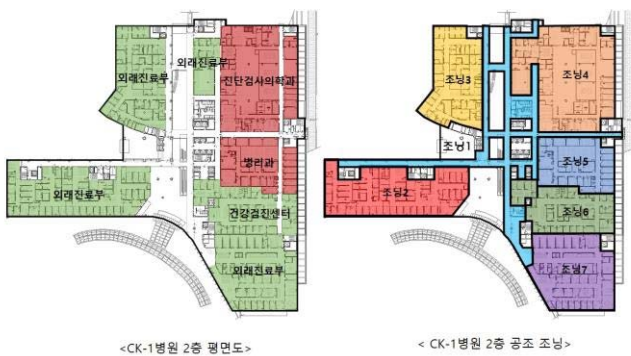 외래진료부
외래진료부
진단검사의학과
병리과
외래진료부
건강검진센터
외래진료부
<CK-1병원 2층 평면도>
조닝3
조닝4
조닝1
조닝5
조닝2
조닝6
조닝7
< CK-1병원 2층 공조 조닝>